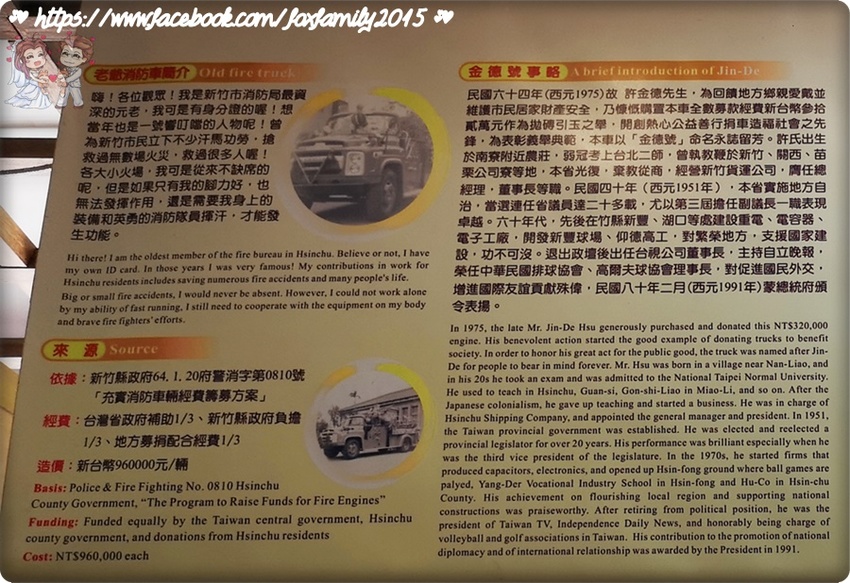 https://www.facebook.com/foxfamily2015
老爺消防車簡介 Old fire truck
嗨！各位觀眾！我是新竹市消防局最資
深的元老，我可是有身分證的喔！想
當年也是一號響叮噹的人物呢！曾
為新竹市民立下不少汗馬功勞，搶
救過無數場火災，救過很多人喔！
各大小火場，我可是從來不缺席的
呢，但是如果只有我的腳力好，也
無法發揮作用，還是需要我身上的
裝備和英勇的消防隊員揮汗，才能發
生功能。
Hi there! I am the oldest member of the fire bureau in Hsinchu. Believe or not, I have
my own ID card. In those years I was very famous! My contributions in work for
Hsinchu residents includes saving numerous fire accidents and many people's life.
Big or small fire accidents, I would never be absent. However, I could not work alone
by my ability of fast running, I still need to cooperate with the equipment on my body
and brave fire fighters' efforts.
來源 Source
依據：新竹縣政府64. 1. 20府警消字第0810號
「充實消防車輛經費籌募方案」
經費：台灣省政府補助1/3、新竹縣政府負擔
1/3、地方募捐配合經費1/3
造價：新台幣960000元/輛
Basis: Police & Fire Fighting No. 0810 Hsinchu
County Government, "The Program to Raise Funds for Fire Engines"
Funding: Funded equally by the Taiwan central government, Hsinchu
county government, and donations from Hsinchu residents
Cost: NT$960,000 each
金德號事略 A brief introduction of Jin-De
民國六十四年(西元1975)故 許金德先生，為回饋地方鄉親愛戴並
維護市民居家財產安全，乃慷慨購置本車全數募款經費新台幣參拾
貳萬元作為拋磚引玉之舉，開創熱心公益善行捐車造福社會之先
鋒，為表彰義舉典範，本車以「金德號」命名永誌留芳。許氏出生
於南寮附近農莊，弱冠考上台北二師，曾執教鞭於新竹、關西、苗
栗公司寮等地，本省光復，棄教從商，經營新竹貨運公司，膺任總
經理，董事長等職。民國四十年（西元1951年），本省實施地方自
治，當選連任省議員達二十多載，尤以第三屆擔任副議長一職表現
卓越。六十年代，先後在竹縣新豐、湖口等處建設重電、電容器、
電子工廠，開發新豐球場、仰德高工，對繁榮地方，支援國家建
設，功不可沒。退出政壇後出任台視公司董事長，主持自立晚報，
榮任中華民國排球協會、高爾夫球協會理事長，對促進國民外交，
增進國際友誼貢獻殊偉，民國八十年二月(西元1991年)蒙總統府頒
令表揚。
In 1975, the late Mr. Jin-De Hsu generously purchased and donated this NT$320,000
engine. His benevolent action started the good example of donating trucks to benefit
society. In order to honor his great act for the public good, the truck was named after Jin-
De for people to bear in mind forever. Mr. Hsu was born in a village near Nan-Liao, and
in his 20s he took an exam and was admitted to the National Taipei Normal University.
He used to teach in Hsinchu, Guan-si, Gon-shi-Liao in Miao-Li, and so on. After the
Japanese colonialism, he gave up teaching and started a business. He was in charge of
Hsinchu Shipping Company, and appointed the general manager and president. In 1951,
the Taiwan provincial government was established. He was elected and reelected a
provincial legislator for over 20 years. His performance was brilliant especially when he
was the third vice president of the legislature. In the 1970s, he started firms that
produced capacitors, electronics, and opened up Hsin-fong ground where ball games are
palyed, Yang-Der Vocational Industry School in Hsin-fong and Hu-Co in Hsin-chu
County. His achievement on flourishing local region and supporting national
constructions was praiseworthy. After retiring from political position, he was the
president of Taiwan TV, Independence Daily News, and honorably being charge of
volleyball and golf associations in Taiwan. His contribution to the promotion of national
diplomacy and of international relationship was awarded by the President in 1991.